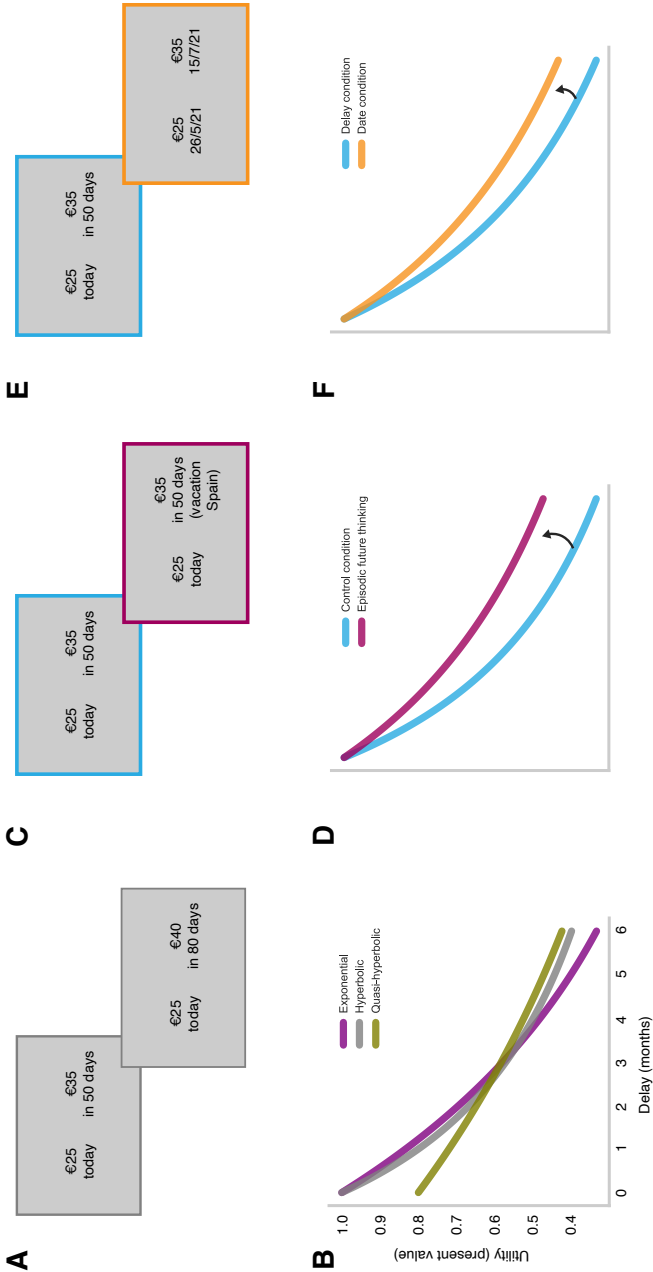 A
€25
today
€35
in 50 days
€25
today
€40
in 80 days
B
Utility (present value)
1.0
0.9
0.8
0.7
0.6
0.5
0.4
0
1
2
3
4
5
6
Delay (months)
Exponential
Hyperbolic
Quasi-hyperbolic
C
€25
today
€35
in 50 days
€25
today
€35
in 50 days
(vacation
Spain)
D
Control condition
Episodic future thinking
E
€25
today
€35
in 50 days
€25
26/5/21
€35
15/7/21
F
Delay condition
Date condition